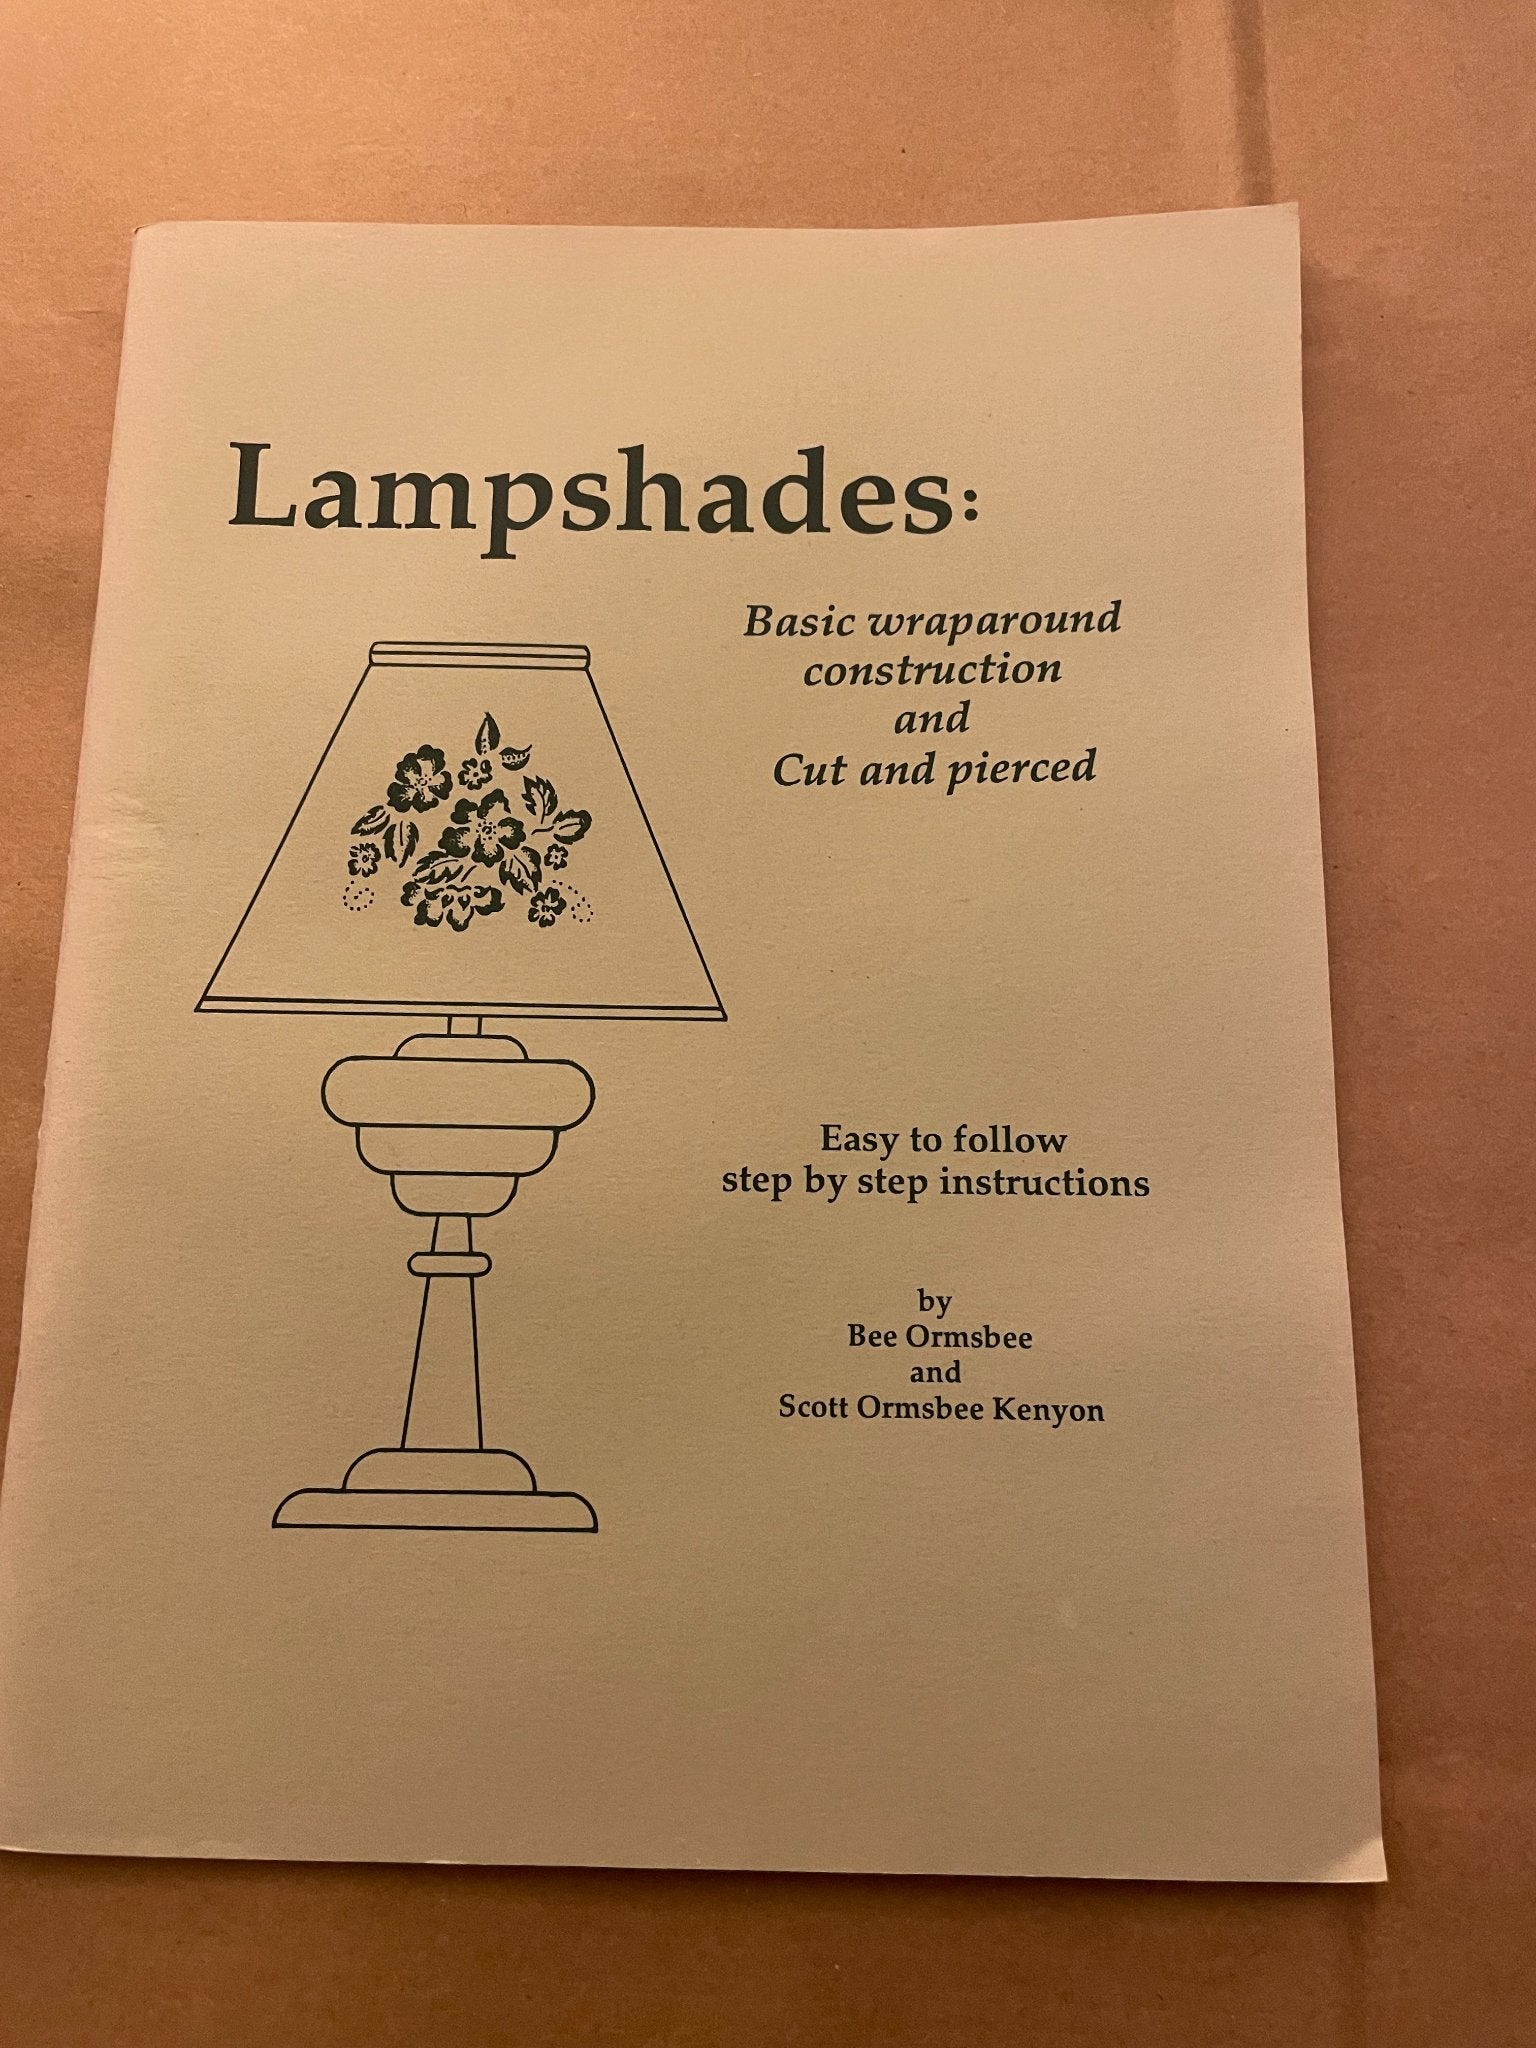 Lampshades:
Basic wraparound
construction
and
Cut and pierced
Easy to follow
step by step instructions
by
Bee Ormsbee
and
Scott Ormsbee Kenyon